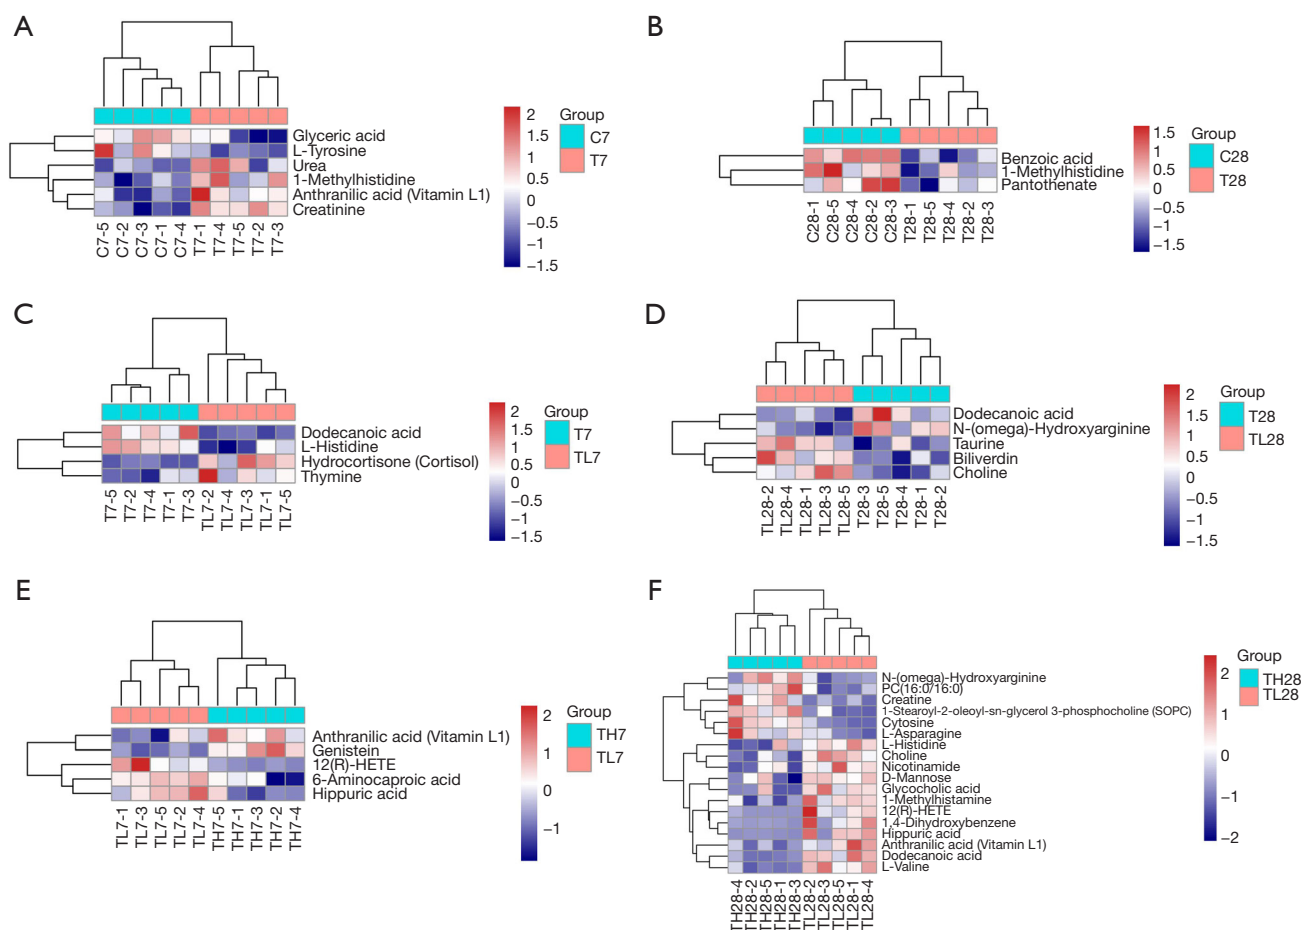 A
Glyceric acid
L-Tyrosine
Urea
1-Methylhistidine
Anthranilic acid (Vitamin L1)
Creatinine
C7-5 C7-2 C7-3 C7-1 C7-4 T7-1 T7-4 T7-5 T7-2 T7-3
2
1.5
1
0.5
0
−0.5
−1
−1.5
Group
C7
T7
B
Benzoic acid
1-Methylhistidine
Pantothenate
C28-1 C28-5 C28-4 C28-2 C28-3 T28-1 T28-5 T28-4 T28-2 T28-3
1.5
1
0.5
0
−0.5
−1
−1.5
Group
C28
T28
C
Dodecanoic acid
L-Histidine
Hydrocortisone (Cortisol)
Thymine
T7-5 T7-2 T7-4 T7-1 T7-3 TL7-2 TL7-4 TL7-3 TL7-1 TL7-5
2
1.5
1
0.5
0
−0.5
−1
−1.5
Group
T7
TL7
D
Dodecanoic acid
N-(omega)-Hydroxyarginine
Taurine
Biliverdin
Choline
TL28-2 TL28-4 TL28-1 TL28-3 TL28-5 T28-3 T28-5 T28-4 T28-1 T28-2
2
1.5
1
0.5
0
−0.5
−1
−1.5
Group
T28
TL28
E
Anthranilic acid (Vitamin L1)
Genistein
12(R)-HETE
6-Aminocaproic acid
Hippuric acid
TL7-1 TL7-3 TL7-5 TL7-2 TL7-4 TH7-5 TH7-1 TH7-3 TH7-2 TH7-4
2
1
0
−1
Group
TH7
TL7
F
N-(omega)-Hydroxyarginine
PC(16:0/16:0)
Creatine
1-Stearoyl-2-oleoyl-sn-glycerol 3-phosphocholine (SOPC)
Cytosine
L-Asparagine
L-Histidine
Choline
Nicotinamide
D-Mannose
Glycocholic acid
1-Methylhistamine
12(R)-HETE
1,4-Dihydroxybenzene
Hippuric acid
Anthranilic acid (Vitamin L1)
Dodecanoic acid
L-Valine
TH28-4 TH28-2 TH28-5 TH28-1 TH28-3 TL28-2 TL28-3 TL28-5 TL28-1 TL28-4
2
1
0
−1
−2
Group
TH28
TL28